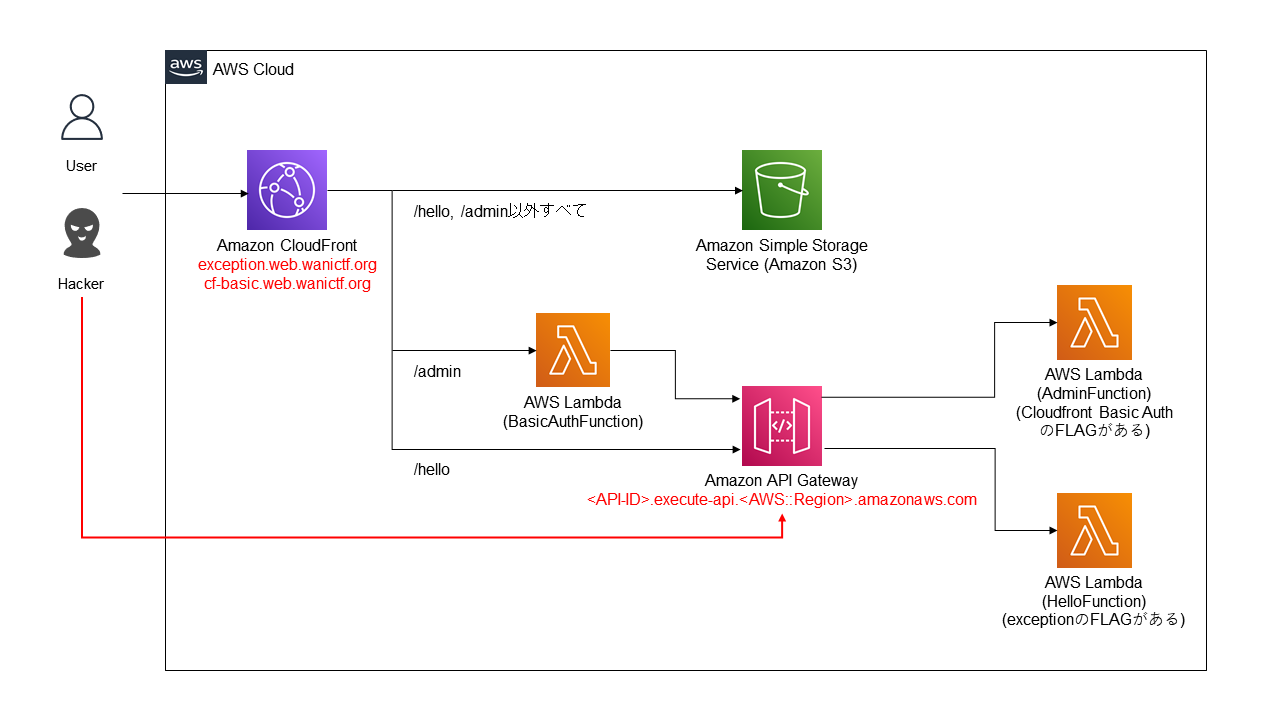 aws
AWS Cloud
User
Hacker
Amazon CloudFront
exception.web.wanictf.org
cf-basic.web.wanictf.org
/hello, /admin以外すべて
Amazon Simple Storage
Service (Amazon S3)
/admin
AWS Lambda
(BasicAuthFunction)
/hello
Amazon API Gateway
<API-ID>.execute-api.<AWS::Region>.amazonaws.com
AWS Lambda
(AdminFunction)
(Cloudfront Basic Auth
のFLAGがある)
AWS Lambda
(HelloFunction)
(exceptionのFLAGがある)